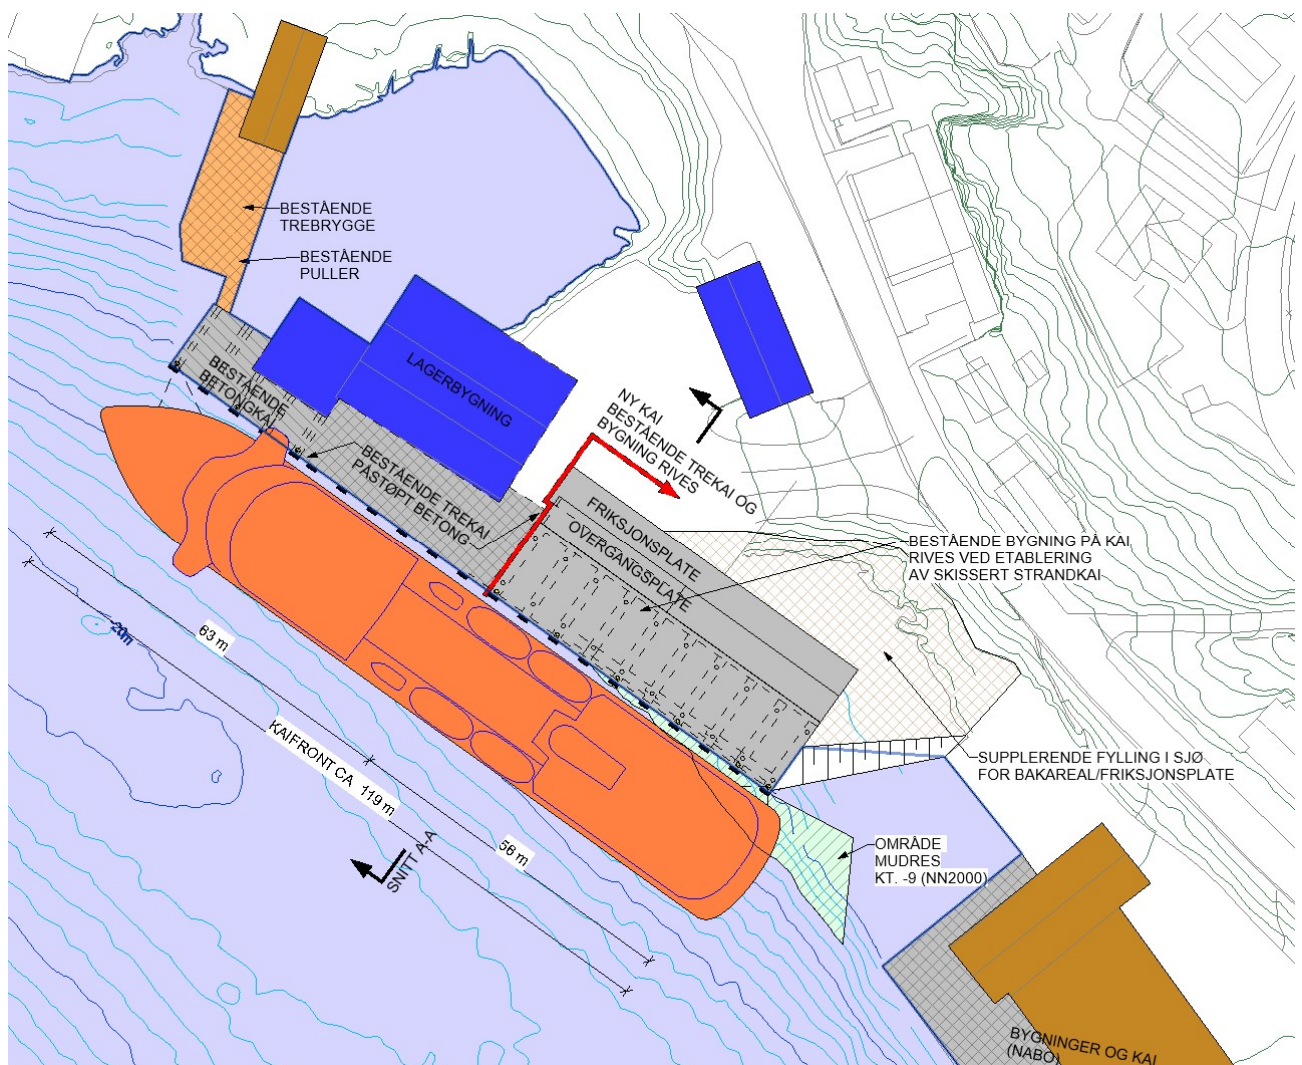 BESTÅENDE
TREBRYGGE
BESTÅENDE
PULLER
BESTÅENDE
BETONGKAI
LAGERBYGNING
BESTÅENDE TREKAI
PÅSTØPT BETONG
NY KAI
BESTÅENDE TREKAI OG
BYGNING RIVES
FRIKSJONSPLATE
OVERGANGSPLATE
BESTÅENDE BYGNING PÅ KAI
RIVES VED ETABLERING
AV SKISSERT STRANDKAI
-20m
63 m
KAIFRONT CA 119 m
56 m
SNITT A-A
SUPPLERENDE FYLLING I SJØ
FOR BAKAREAL/FRIKSJONSPLATE
OMRÅDE
MUDRES
KT. -9 (NN2000)
BYGNINGER OG KAI
(NABO)